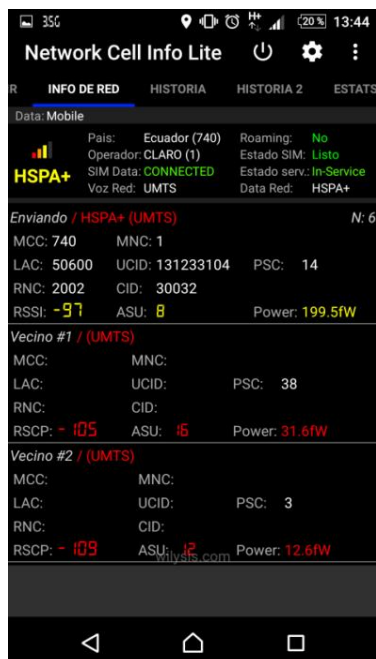 35G H+ 20 % 13:44
Network Cell Info Lite
R INFO DE RED HISTORIA HISTORIA 2 ESTATS
Data: Mobile
Pais: Ecuador (740) Roaming: No
Operador: CLARO (1) Estado SIM: Listo
HSPA+ SIM Data: CONNECTED Estado serv.: In-Service
Voz Red: UMTS Data Red: HSPA+
Enviando / HSPA+ (UMTS) N: 6
MCC: 740 MNC: 1
LAC: 50600 UCID: 131233104 PSC: 14
RNC: 2002 CID: 30032
RSSI: -97 ASU: 8 Power: 199.5fW
Vecino #1 / (UMTS)
MCC: MNC:
LAC: UCID: PSC: 38
RNC: CID:
RSCP: - 105 ASU: 16 Power: 31.6fW
Vecino #2 / (UMTS)
MCC: MNC:
LAC: UCID: PSC: 3
RNC: CID:
RSCP: - 109 ASU: 12 Power: 12.6fW
wilysis.com